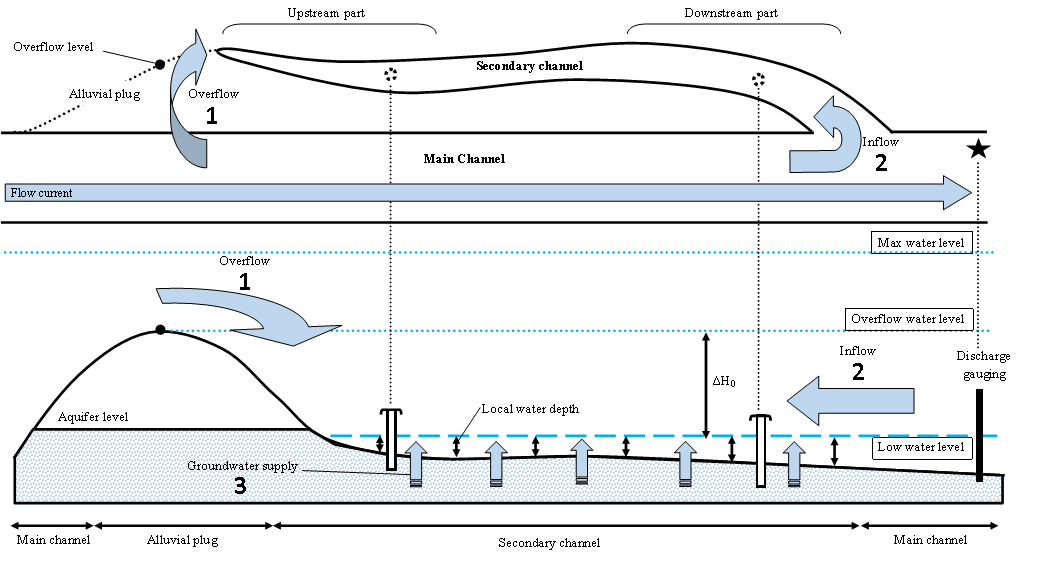 Upstream part
Downstream part
Overflow level
Secondary channel
Alluvial plug
Overflow
1
Inflow
2
Main Channel
Flow current
Max water level
Overflow
1
Overflow water level
Inflow
2
Discharge
gauging
ΔH0
Aquifer level
Local water depth
Low water level
Groundwater supply
3
Main channel
Alluvial plug
Secondary channel
Main channel